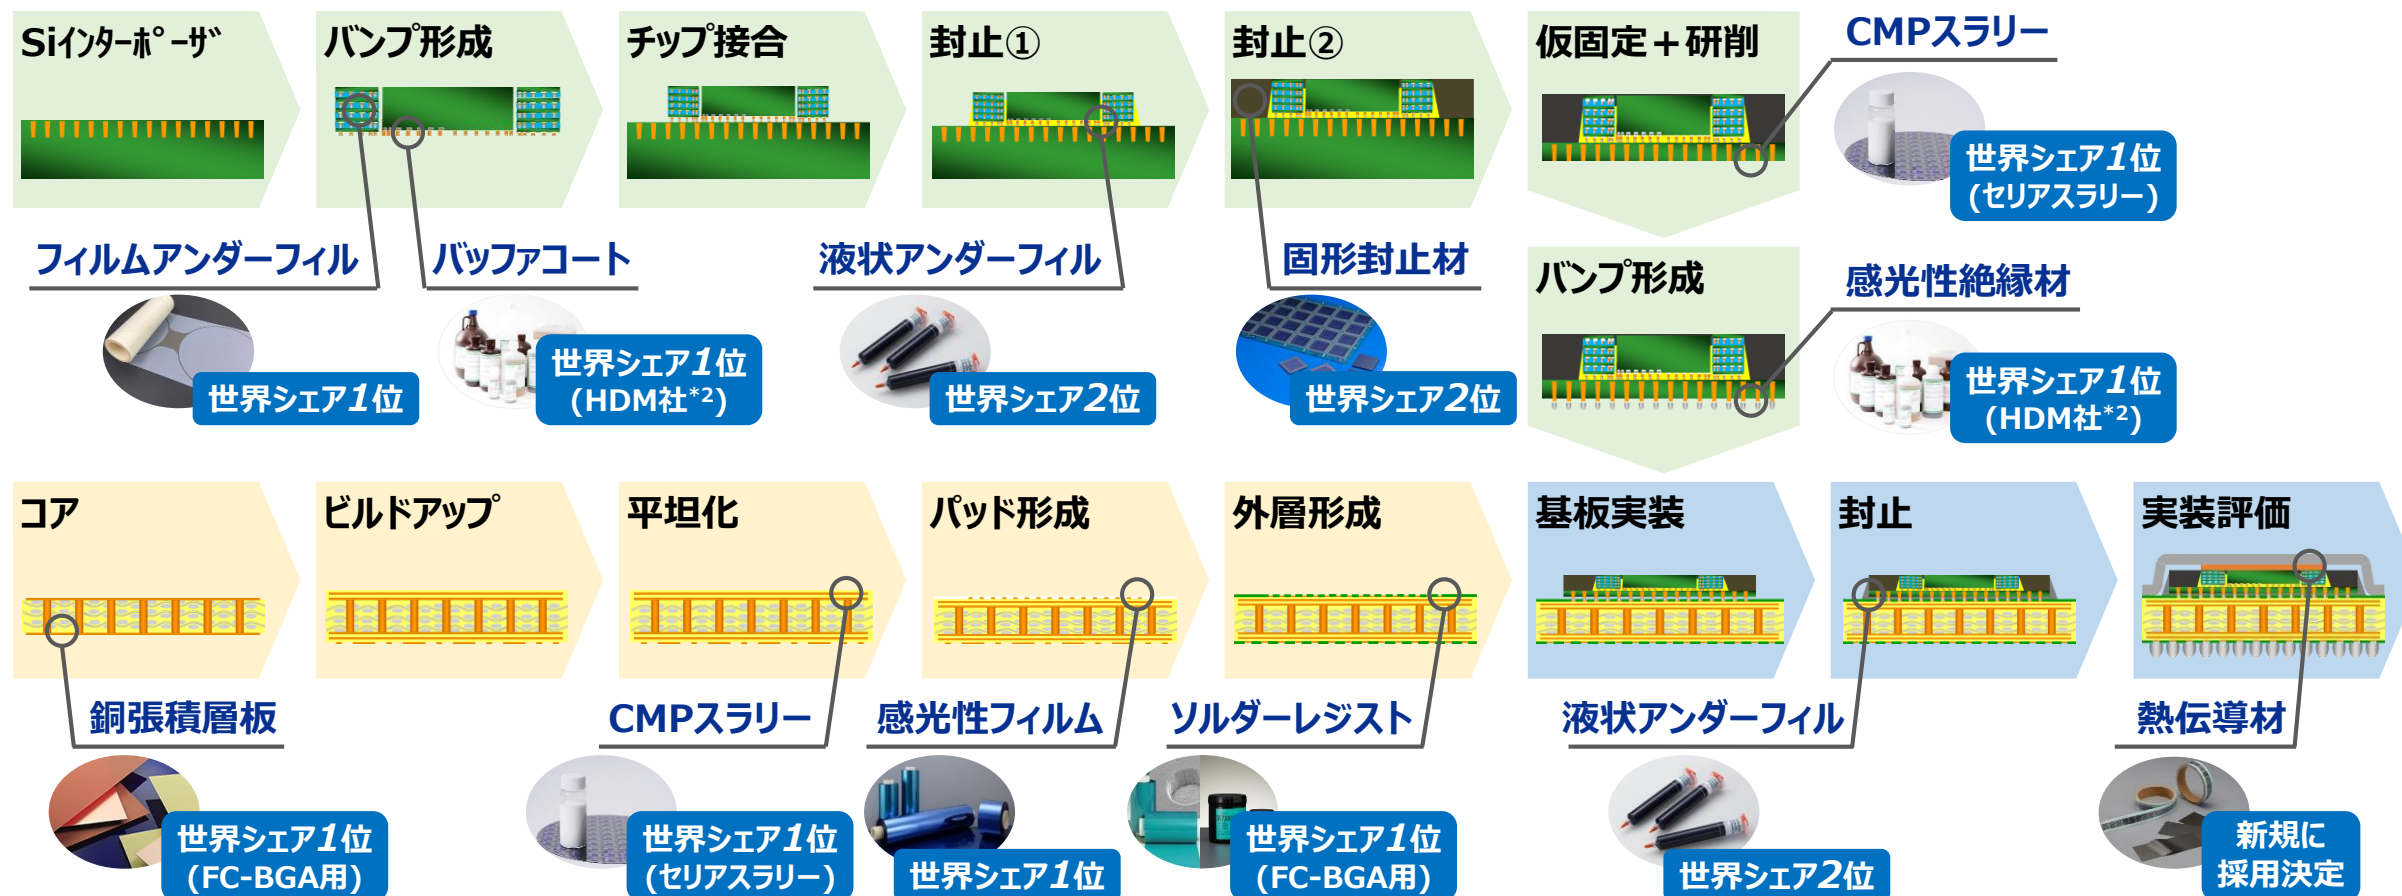 Siインターポーザ
バンプ形成
チップ接合
封止①
封止②
仮固定＋研削
CMPスラリー
世界シェア1位
(セリアスラリー)
フィルムアンダーフィル
世界シェア1位
バッファコート
世界シェア1位
(HDM社*2)
液状アンダーフィル
世界シェア2位
固形封止材
世界シェア2位
バンプ形成
感光性絶縁材
世界シェア1位
(HDM社*2)
コア
ビルドアップ
平坦化
パッド形成
外層形成
基板実装
封止
実装評価
銅張積層板
世界シェア1位
(FC-BGA用)
CMPスラリー
世界シェア1位
(セリアスラリー)
感光性フィルム
世界シェア1位
ソルダーレジスト
世界シェア1位
(FC-BGA用)
液状アンダーフィル
世界シェア2位
熱伝導材
新規に
採用決定